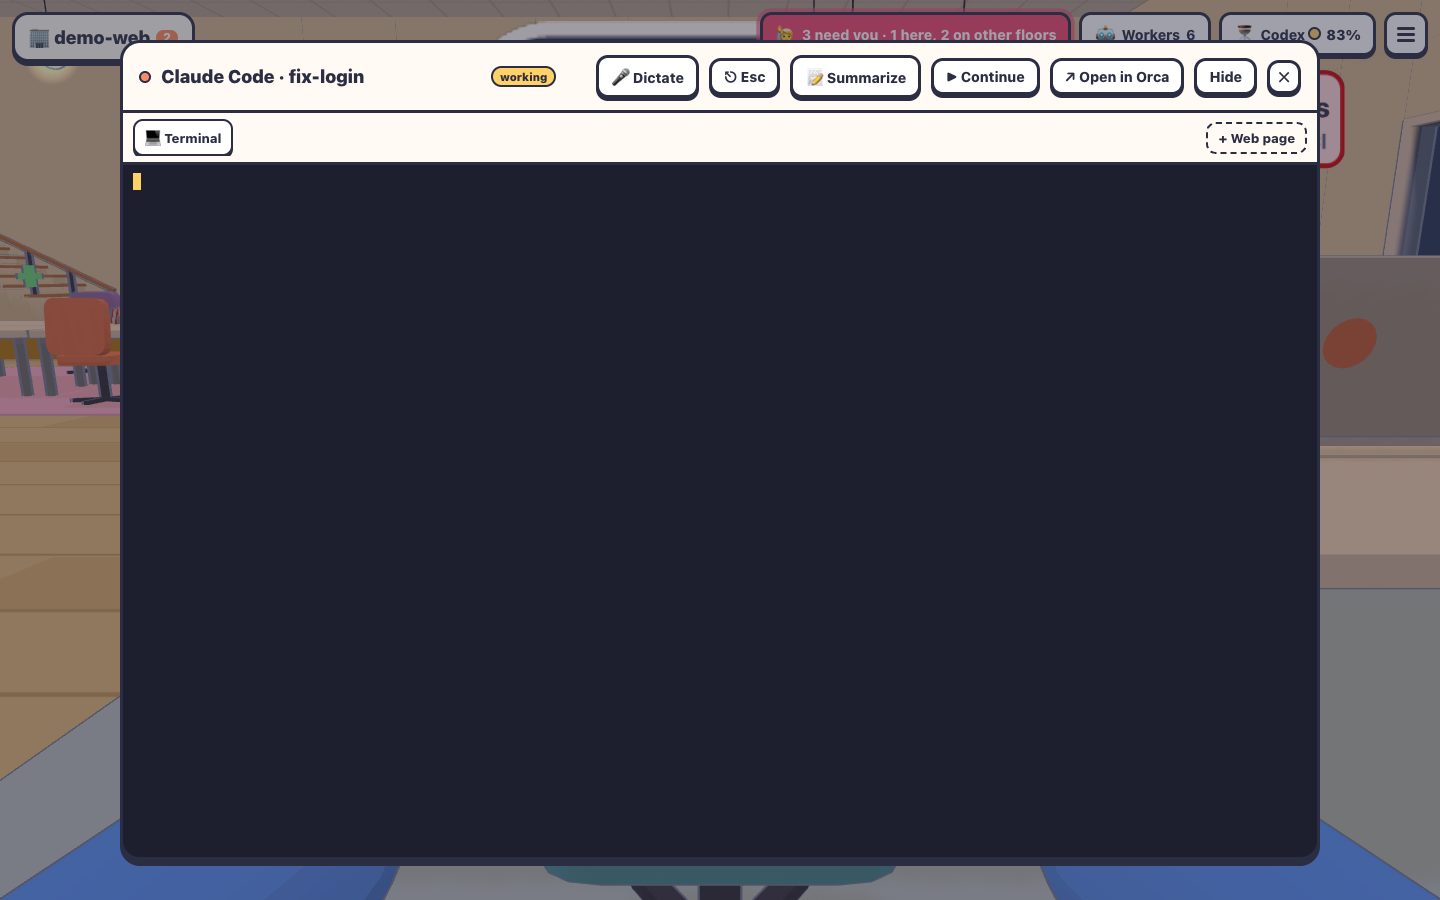 demo-web 2
3 need you · 1 here, 2 on other floors
Workers 6
Codex 83%
Claude Code · fix-login
working
Dictate
Esc
Summarize
Continue
Open in Orca
Hide
Terminal
+ Web page